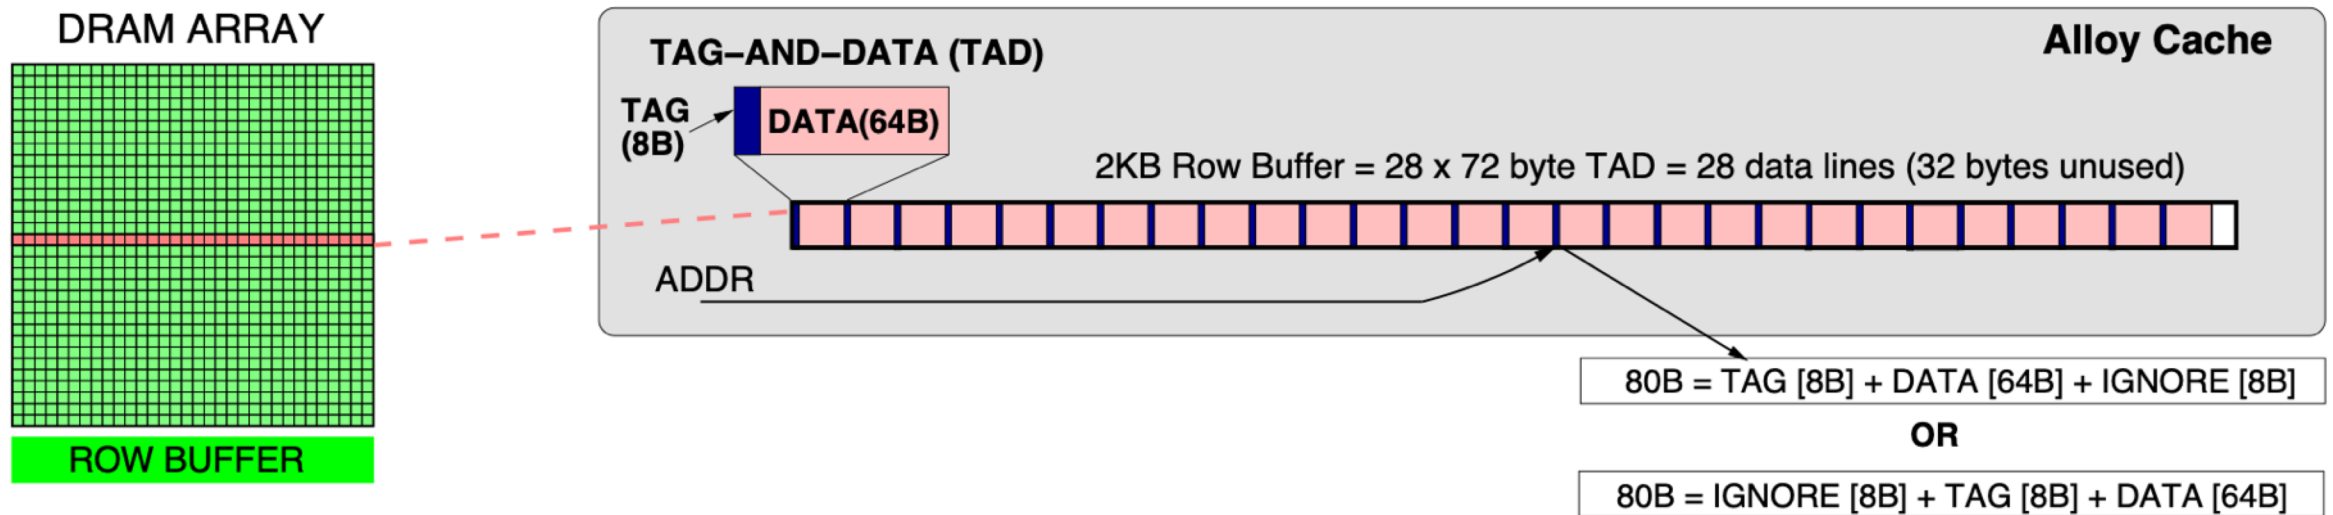 DRAM ARRAY
ROW BUFFER
Alloy Cache
TAG–AND–DATA (TAD)
TAG
(8B)
DATA(64B)
2KB Row Buffer = 28 x 72 byte TAD = 28 data lines (32 bytes unused)
ADDR
80B = TAG [8B] + DATA [64B] + IGNORE [8B]
OR
80B = IGNORE [8B] + TAG [8B] + DATA [64B]